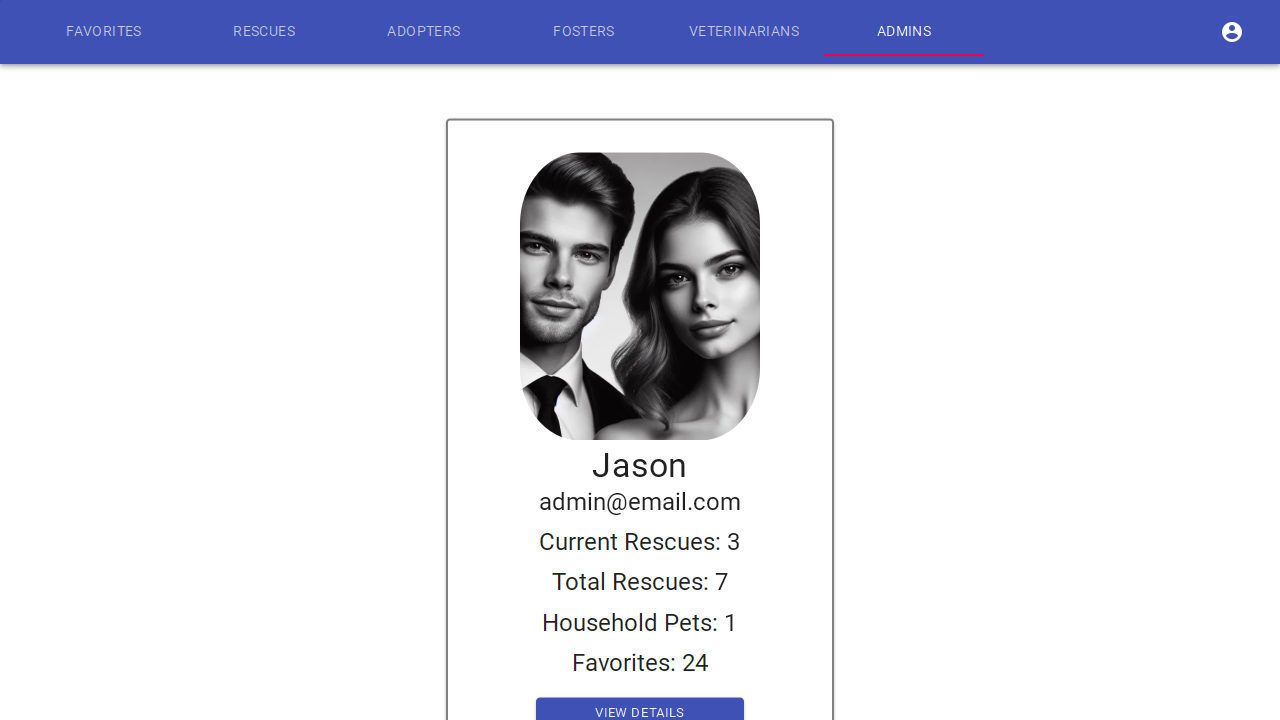 FAVORITES RESCUES ADOPTERS FOSTERS VETERINARIANS ADMINS
Jason
admin@email.com
Current Rescues: 3
Total Rescues: 7
Household Pets: 1
Favorites: 24
VIEW DETAILS